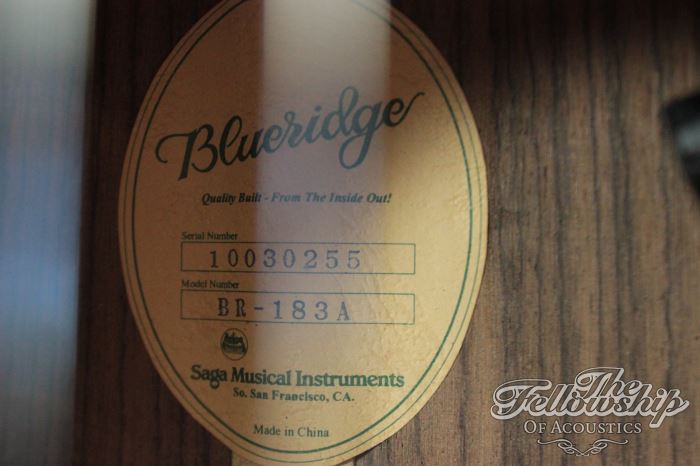 Blueridge
Quality Built - From The Inside Out!
Serial Number
10030255
Model Number
BR-183A
Saga Musical Instruments
So. San Francisco, CA.
Made in China
The
Fellowship
OF ACOUSTICS